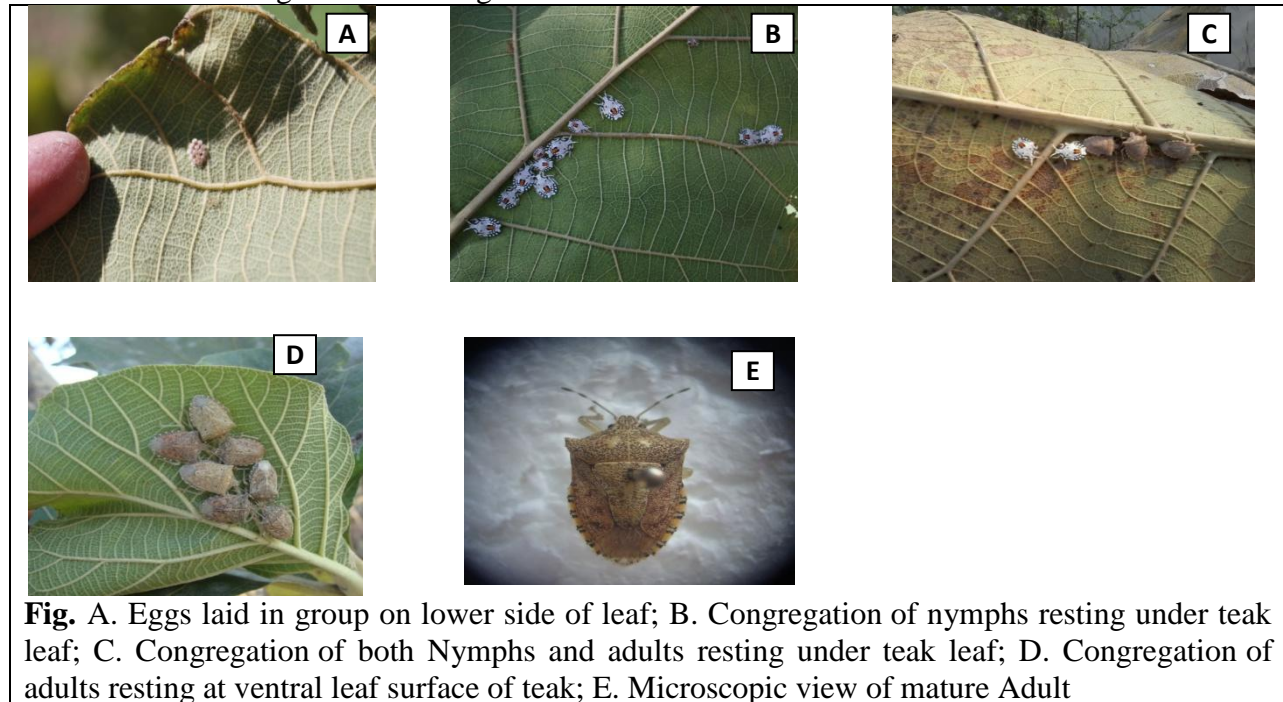 A
B
C
D
E
Fig. A. Eggs laid in group on lower side of leaf; B. Congregation of nymphs resting under teak
leaf; C. Congregation of both Nymphs and adults resting under teak leaf; D. Congregation of
adults resting at ventral leaf surface of teak; E. Microscopic view of mature Adult